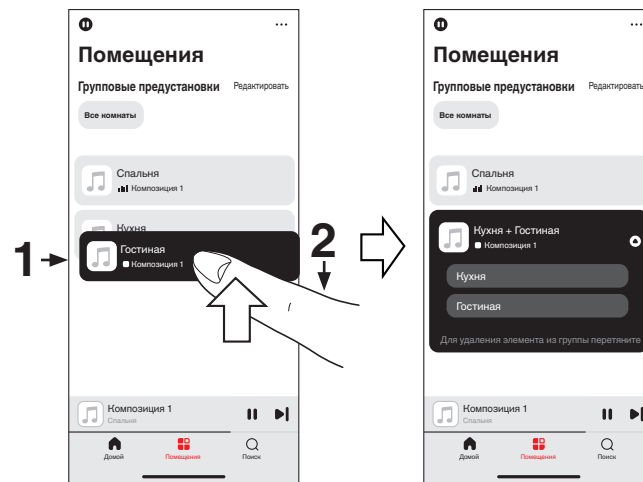 Помещения
Групповые предустановки Редактировать
Все комнаты
Спальня
Композиция 1
Кухня
Гостиная
Композиция 1
1
2
Композиция 1
Спальня
Домой Помещения Поиск
Помещения
Групповые предустановки Редактировать
Все комнаты
Спальня
Композиция 1
Кухня + Гостиная
Композиция 1
Кухня
Гостиная
Для удаления элемента из группы перетяните
Композиция 1
Спальня
Домой Помещения Поиск